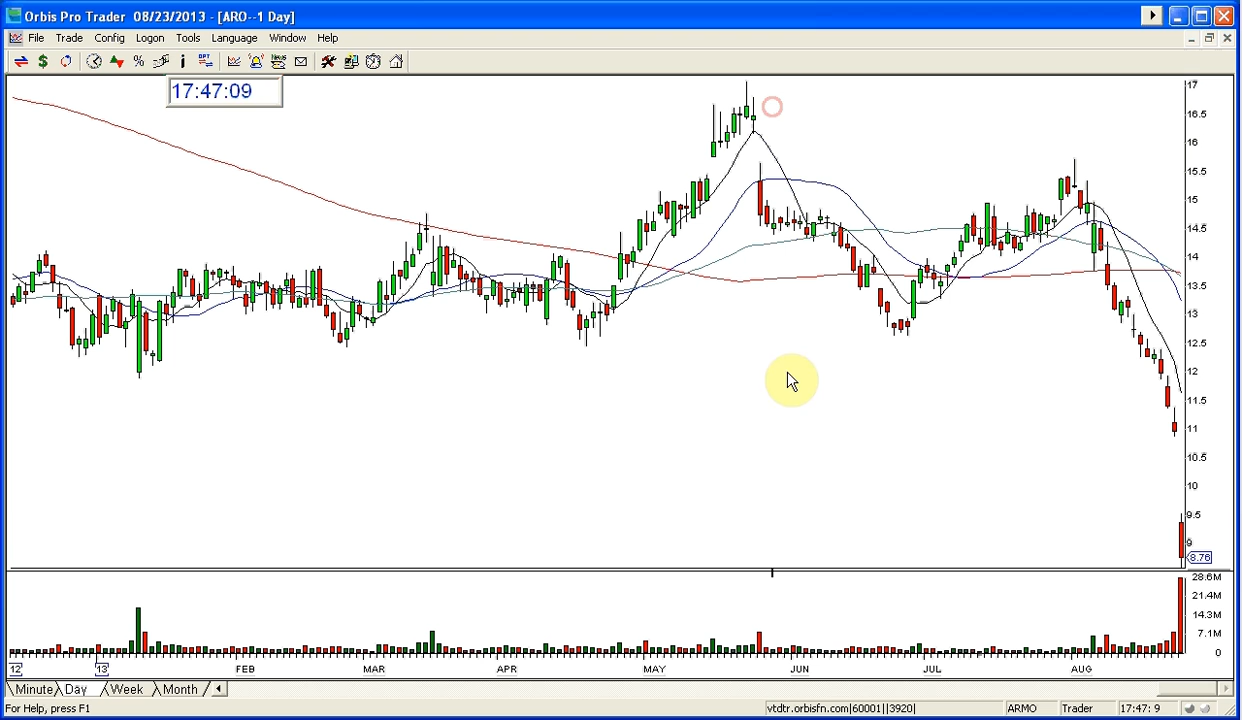 Orbis Pro Trader 08/23/2013 - [ARO--1 Day]
File Trade Config Logon Tools Language Window Help
17:47:09
17
16.5
16
15.5
15
14.5
14
13.5
13
12.5
12
11.5
11
10.5
10
9.5
9
8.76
28.6M
21.4M
14.3M
7.1M
0
12 13 FEB MAR APR MAY JUN JUL AUG
Minute Day Week Month
For Help, press F1 vtdtr.orbisfn.com|60001||3920| ARMO Trader 17:47: 9